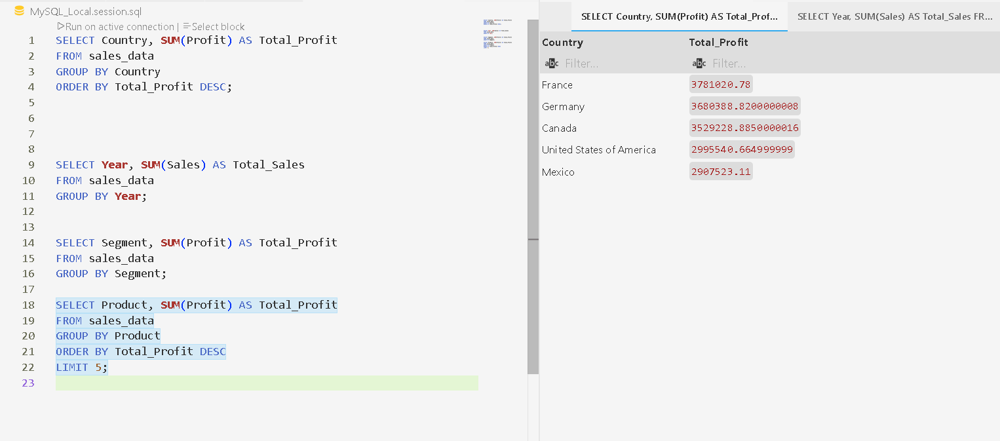 MySQL_Local.session.sql
Run on active connection | Select block
1 SELECT Country, SUM(Profit) AS Total_Profit
2 FROM sales_data
3 GROUP BY Country
4 ORDER BY Total_Profit DESC;
5
6
7
8
9 SELECT Year, SUM(Sales) AS Total_Sales
10 FROM sales_data
11 GROUP BY Year;
12
13
14 SELECT Segment, SUM(Profit) AS Total_Profit
15 FROM sales_data
16 GROUP BY Segment;
17
18 SELECT Product, SUM(Profit) AS Total_Profit
19 FROM sales_data
20 GROUP BY Product
21 ORDER BY Total_Profit DESC
22 LIMIT 5;
23
SELECT Country, SUM(Profit) AS Total_Prof... SELECT Year, SUM(Sales) AS Total_Sales FR...
Country Total_Profit
abc Filter... abc Filter...
France 3781020.78
Germany 3680388.8200000008
Canada 3529228.8850000016
United States of America 2995540.664999999
Mexico 2907523.11